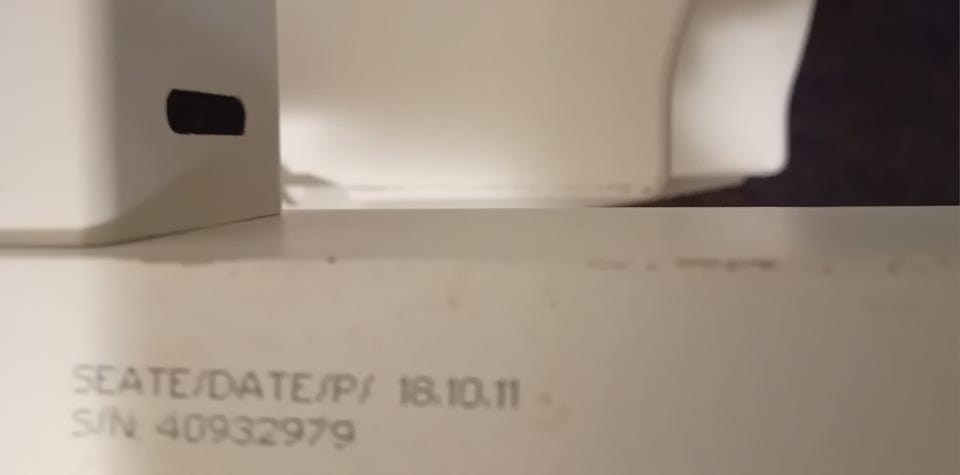 SEATE/DATE/P/ 18.10.11
S/N: 40932979